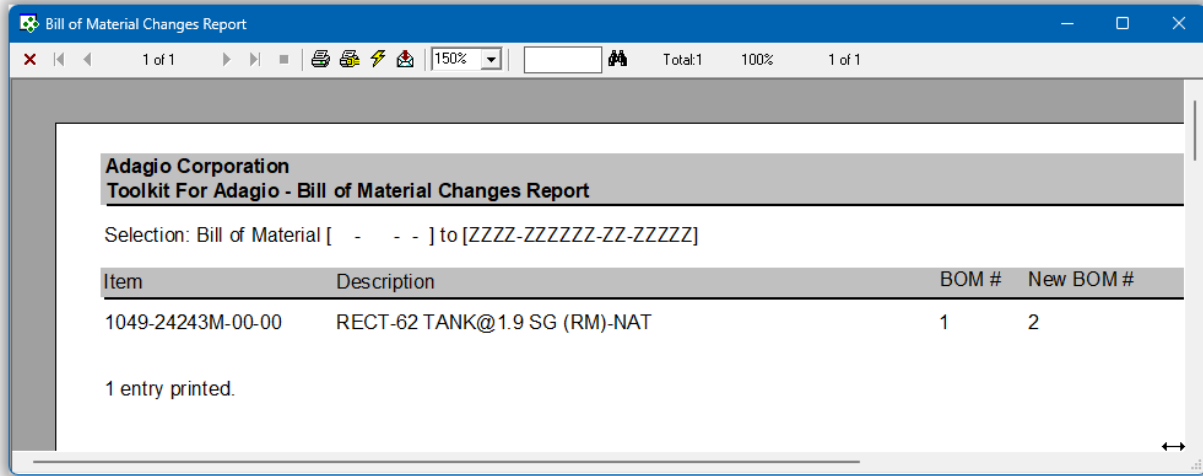 Bill of Material Changes Report
1 of 1 150% Total:1 100% 1 of 1
Adagio Corporation
Toolkit For Adagio - Bill of Material Changes Report
Selection: Bill of Material [ - - - ] to [ZZZZ-ZZZZZZ-ZZ-ZZZZZ]
Item Description BOM # New BOM #
1049-24243M-00-00 RECT-62 TANK@1.9 SG (RM)-NAT 1 2
1 entry printed.